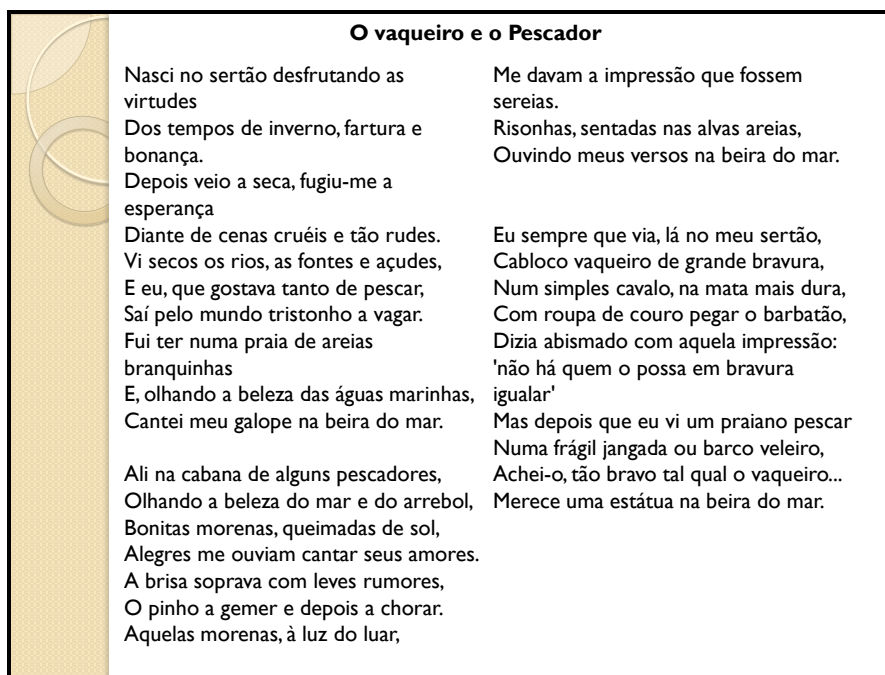 O vaqueiro e o Pescador
Nasci no sertão desfrutando as
virtudes
Dos tempos de inverno, fartura e
bonança.
Depois veio a seca, fugiu-me a
esperança
Diante de cenas cruéis e tão rudes.
Vi secos os rios, as fontes e açudes,
E eu, que gostava tanto de pescar,
Saí pelo mundo tristonho a vagar.
Fui ter numa praia de areias
branquinhas
E, olhando a beleza das águas marinhas,
Cantei meu galope na beira do mar.
Ali na cabana de alguns pescadores,
Olhando a beleza do mar e do arrebol,
Bonitas morenas, queimadas de sol,
Alegres me ouviam cantar seus amores.
A brisa soprava com leves rumores,
O pinho a gemer e depois a chorar.
Aquelas morenas, à luz do luar,
Me davam a impressão que fossem
sereias.
Risonhas, sentadas nas alvas areias,
Ouvindo meus versos na beira do mar.
Eu sempre que via, lá no meu sertão,
Cabloco vaqueiro de grande bravura,
Num simples cavalo, na mata mais dura,
Com roupa de couro pegar o barbatão,
Dizia abismado com aquela impressão:
'não há quem o possa em bravura
igualar'
Mas depois que eu vi um praiano pescar
Numa frágil jangada ou barco veleiro,
Achei-o, tão bravo tal qual o vaqueiro...
Merece uma estátua na beira do mar.